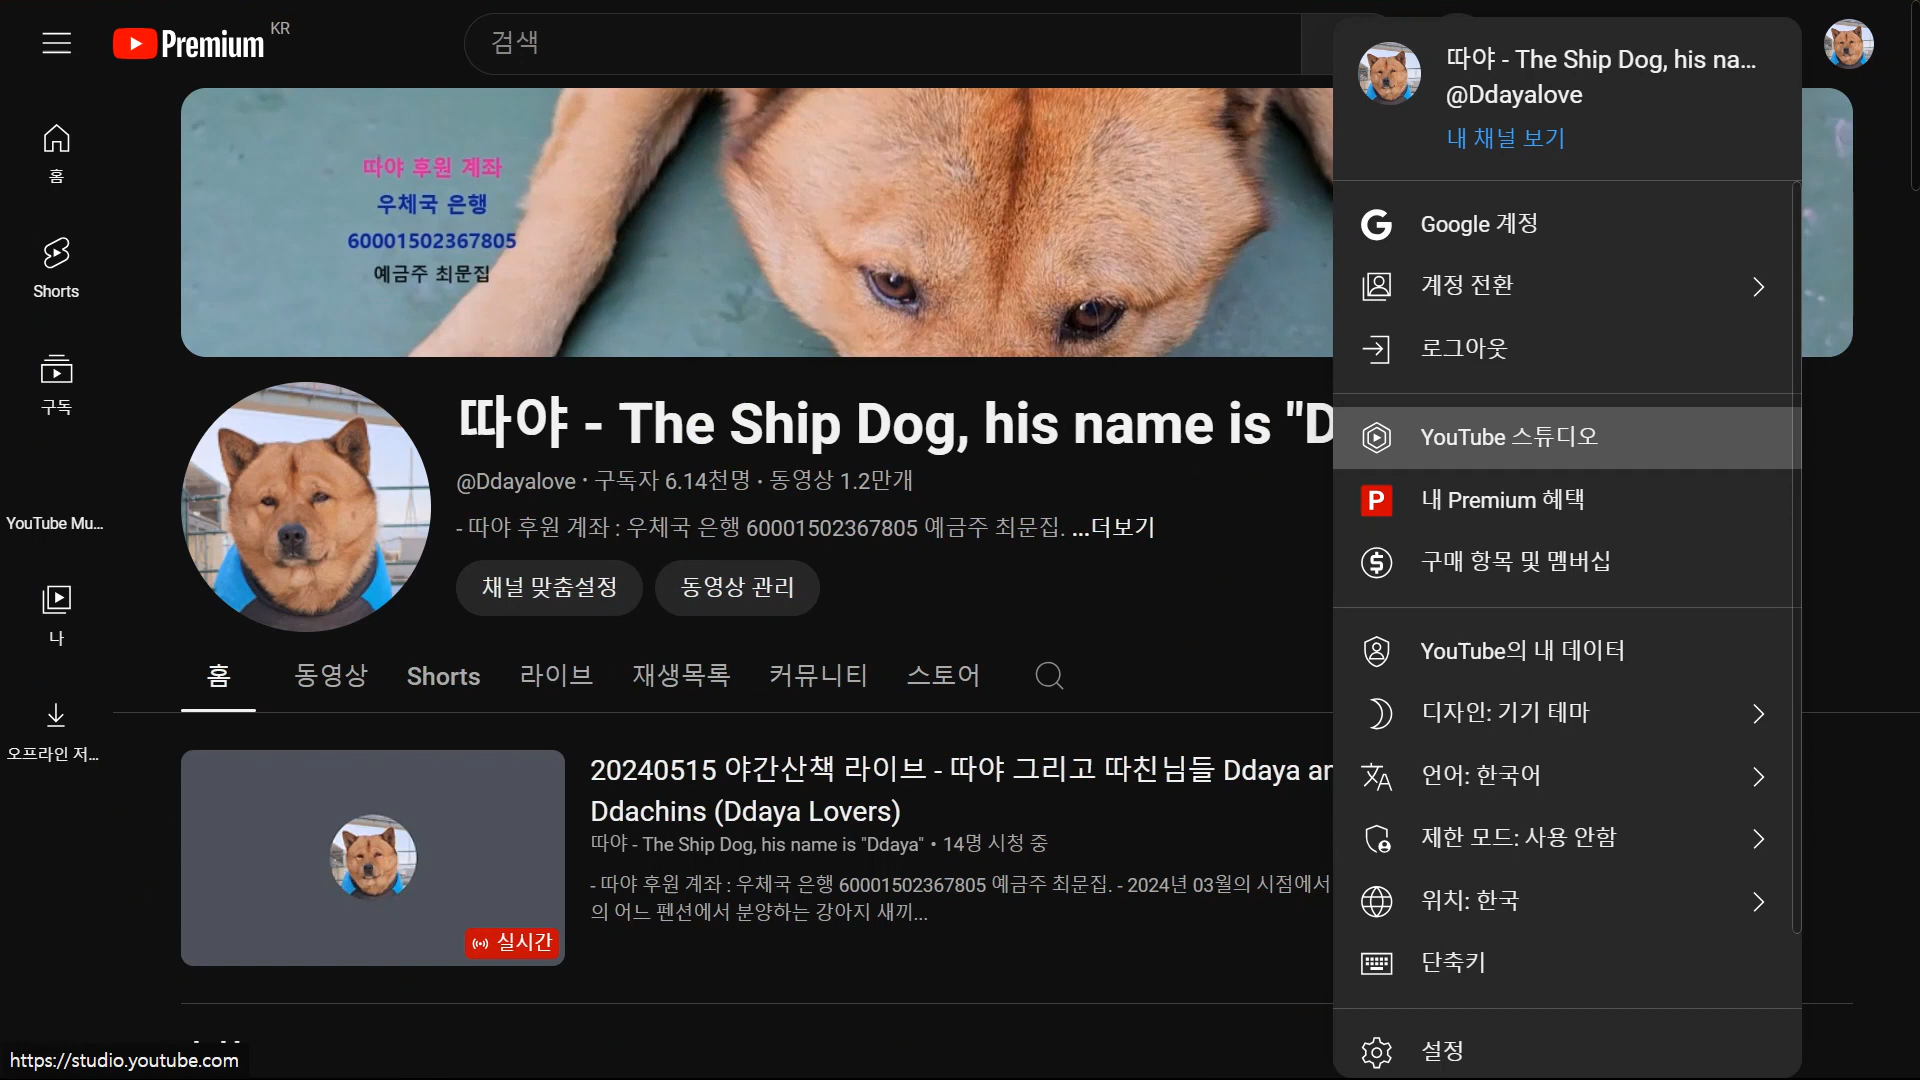 Premium KR
검색
홈
Shorts
구독
YouTube Mu...
나
오프라인 저...
따야 후원 계좌
우체국 은행
60001502367805
예금주 최문집
따야 - The Ship Dog, his name is "D
@Ddayalove • 구독자 6.14천명 • 동영상 1.2만개
- 따야 후원 계좌 : 우체국 은행 60001502367805 예금주 최문집. ...더보기
채널 맞춤설정
동영상 관리
홈
동영상
Shorts
라이브
재생목록
커뮤니티
스토어
실시간
20240515 야간산책 라이브 - 따야 그리고 따친님들 Ddaya an
Ddachins (Ddaya Lovers)
따야 - The Ship Dog, his name is "Ddaya" • 14명 시청 중
- 따야 후원 계좌 : 우체국 은행 60001502367805 예금주 최문집. - 2024년 03월의 시점에서
의 어느 펜션에서 분양하는 강아지 새끼...
따야 - The Ship Dog, his na...
@Ddayalove
내 채널 보기
Google 계정
계정 전환
로그아웃
YouTube 스튜디오
P 내 Premium 혜택
구매 항목 및 멤버십
YouTube의 내 데이터
디자인: 기기 테마
언어: 한국어
제한 모드: 사용 안함
위치: 한국
단축키
설정
https://studio.youtube.com